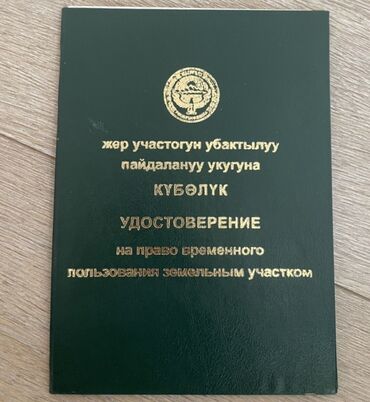 жер участогун убактылуу
пайдалануу укугуна
КҮБӨЛҮК
УДОСТОВЕРЕНИЕ
на право временного
пользования земельным участком